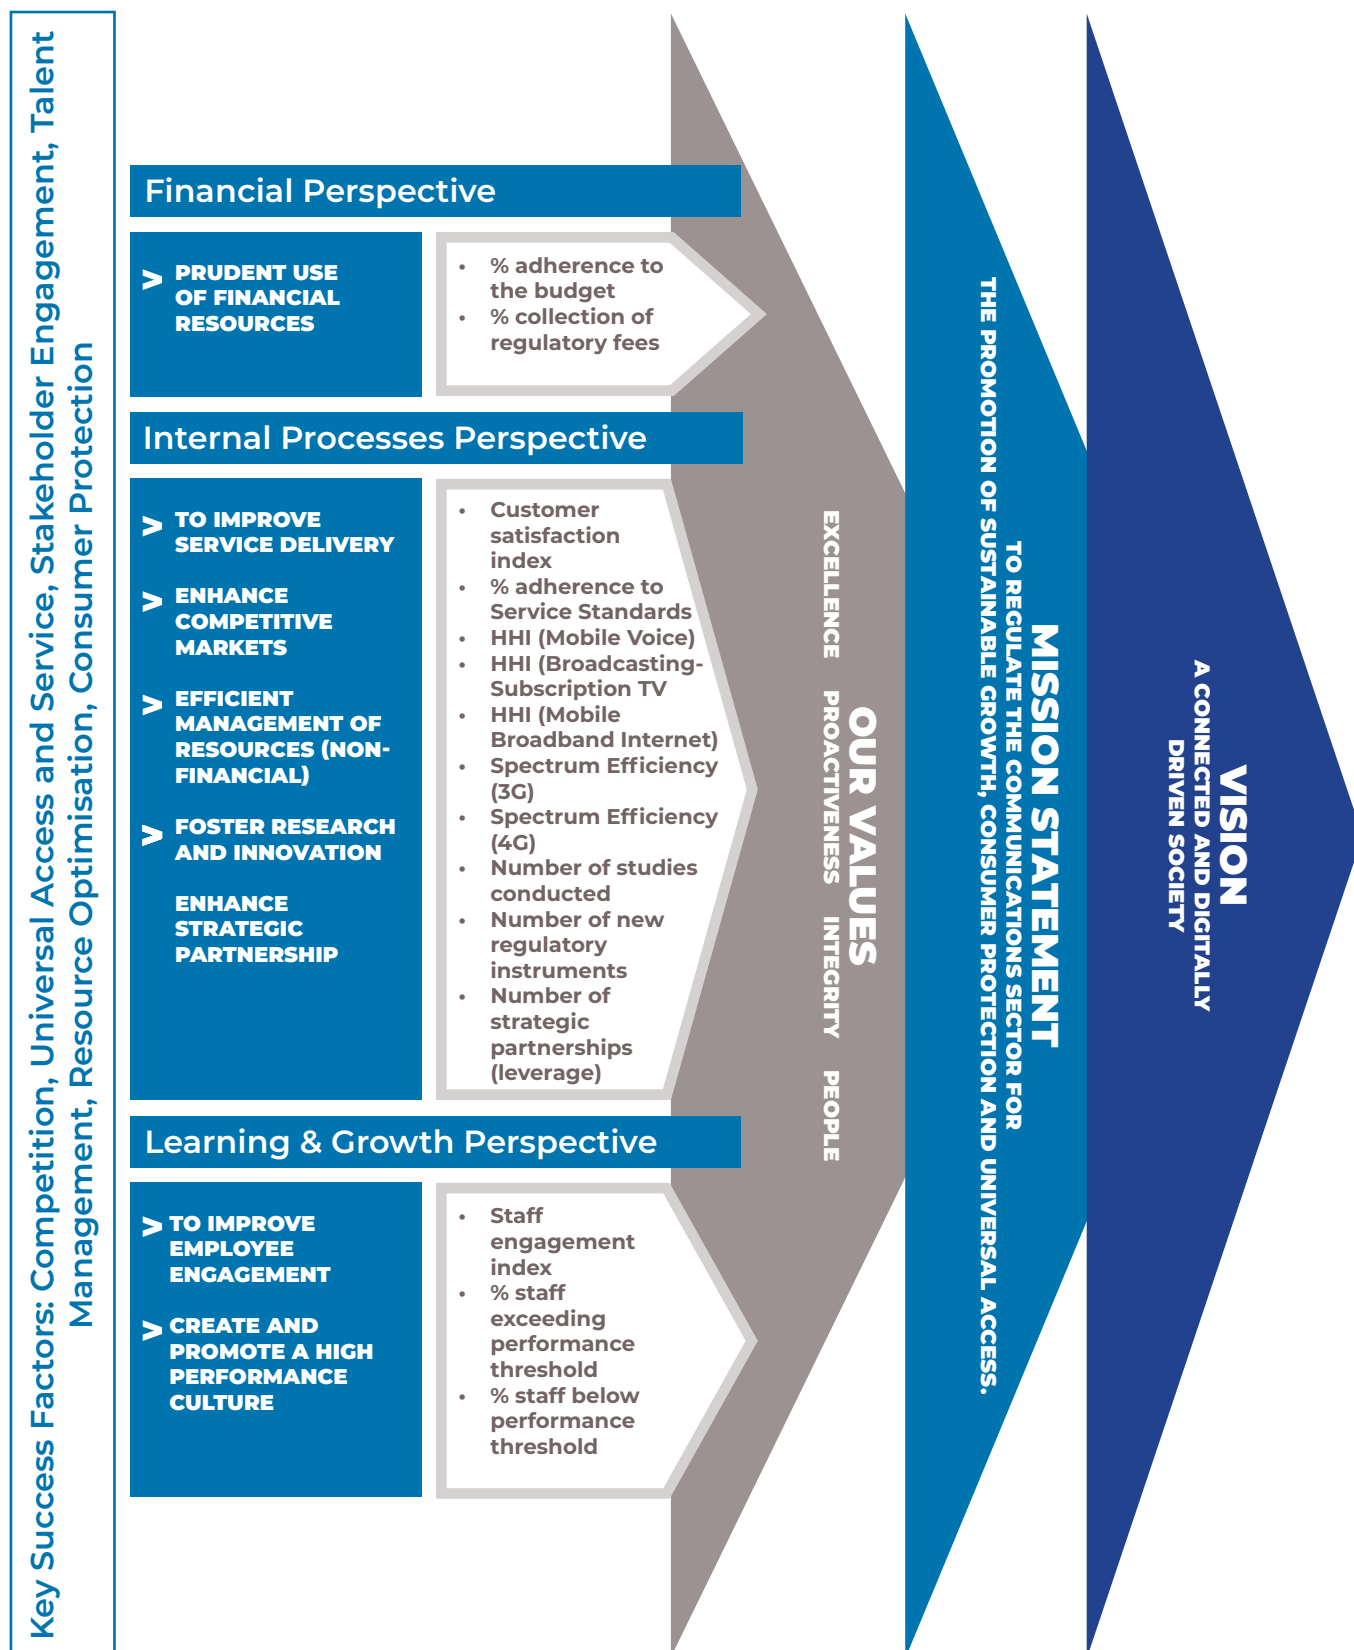 Key Success Factors: Competition, Universal Access and Service, Stakeholder Engagement, Talent
Management, Resource Optimisation, Consumer Protection
Financial Perspective
> PRUDENT USE
OF FINANCIAL
RESOURCES
• % adherence to
the budget
• % collection of
regulatory fees
Internal Processes Perspective
> TO IMPROVE
SERVICE DELIVERY
> ENHANCE
COMPETITIVE
MARKETS
> EFFICIENT
MANAGEMENT OF
RESOURCES (NON-
FINANCIAL)
> FOSTER RESEARCH
AND INNOVATION
ENHANCE
STRATEGIC
PARTNERSHIP
• Customer
satisfaction
index
• % adherence to
Service Standards
• HHI (Mobile Voice)
• HHI (Broadcasting-
Subscription TV
• HHI (Mobile
Broadband Internet)
• Spectrum Efficiency
(3G)
• Spectrum Efficiency
(4G)
• Number of studies
conducted
• Number of new
regulatory
instruments
• Number of
strategic
partnerships
(leverage)
Learning & Growth Perspective
> TO IMPROVE
EMPLOYEE
ENGAGEMENT
> CREATE AND
PROMOTE A HIGH
PERFORMANCE
CULTURE
• Staff
engagement
index
• % staff
exceeding
performance
threshold
• % staff below
performance
threshold
OUR VALUES
EXCELLENCE PROACTIVENESS INTEGRITY PEOPLE
MISSION STATEMENT
TO REGULATE THE COMMUNICATIONS SECTOR FOR
THE PROMOTION OF SUSTAINABLE GROWTH, CONSUMER PROTECTION AND UNIVERSAL ACCESS.
VISION
A CONNECTED AND DIGITALLY
DRIVEN SOCIETY